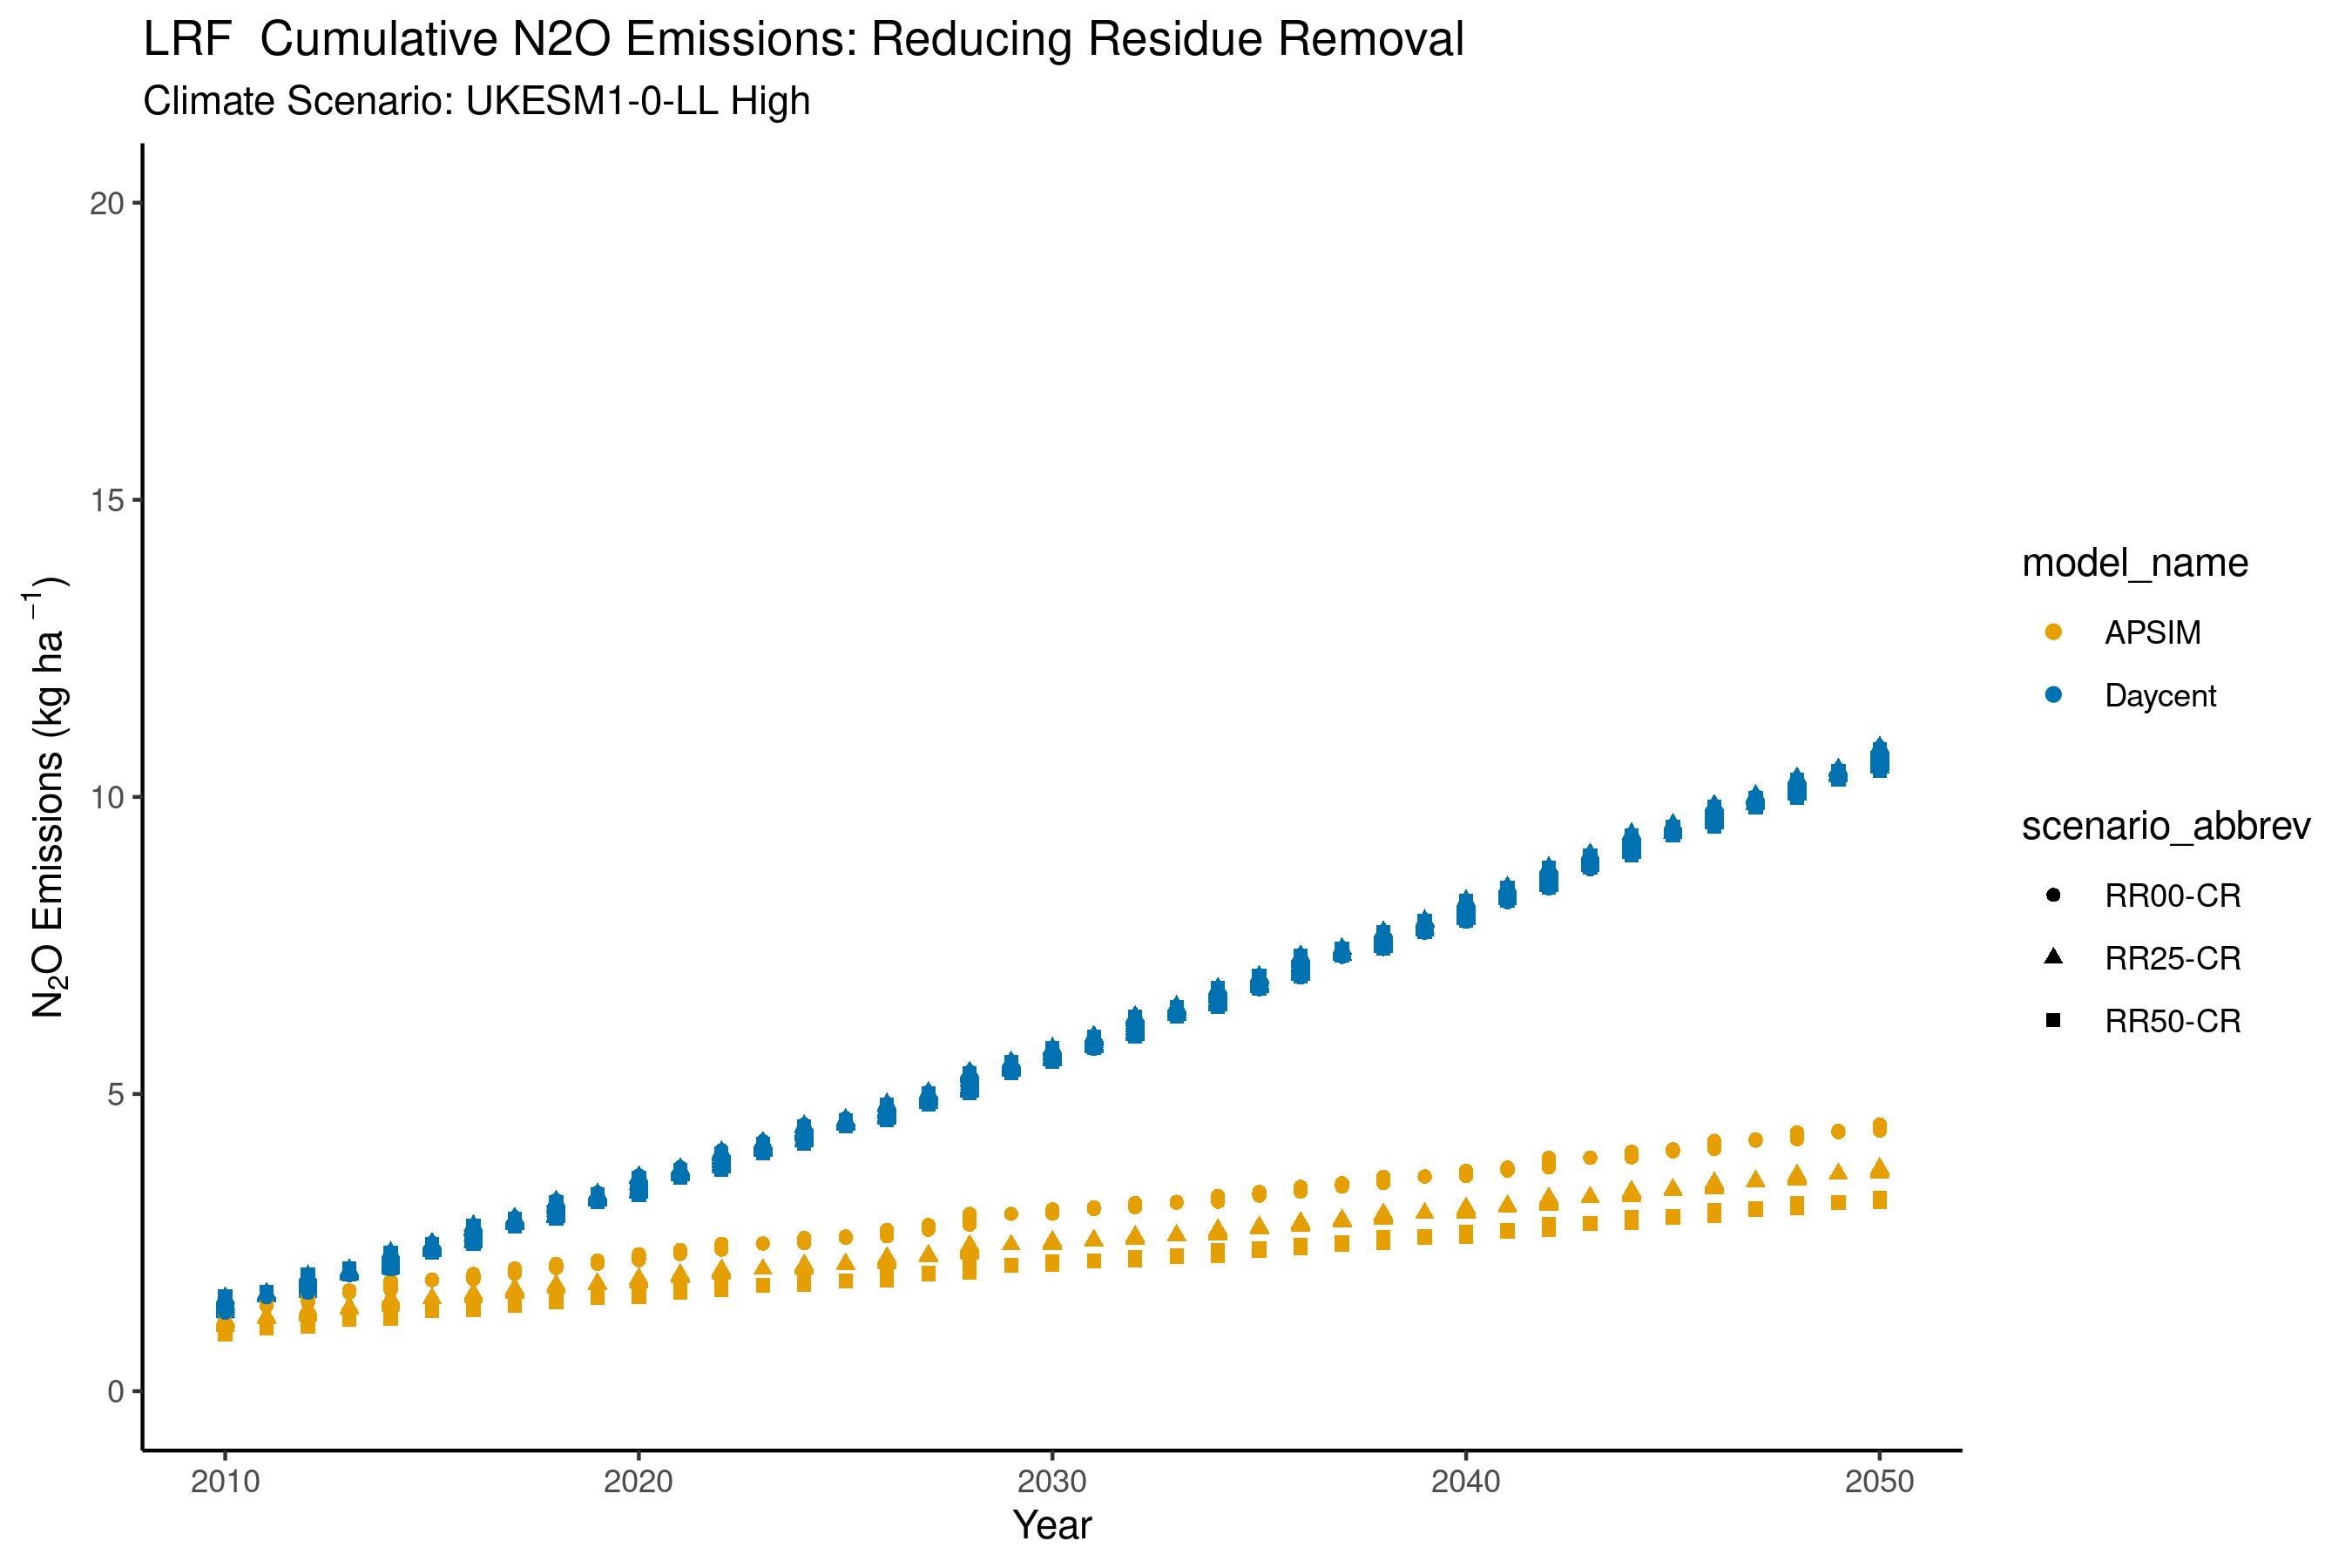 LRF  Cumulative N2O Emissions: Reducing Residue Removal
Climate Scenario: UKESM1-0-LL High
N₂O Emissions (kg ha⁻¹)
20
15
10
5
0
2010 2020 2030 2040 2050
Year
model_name
APSIM
Daycent
scenario_abbrev
RR00-CR
RR25-CR
RR50-CR